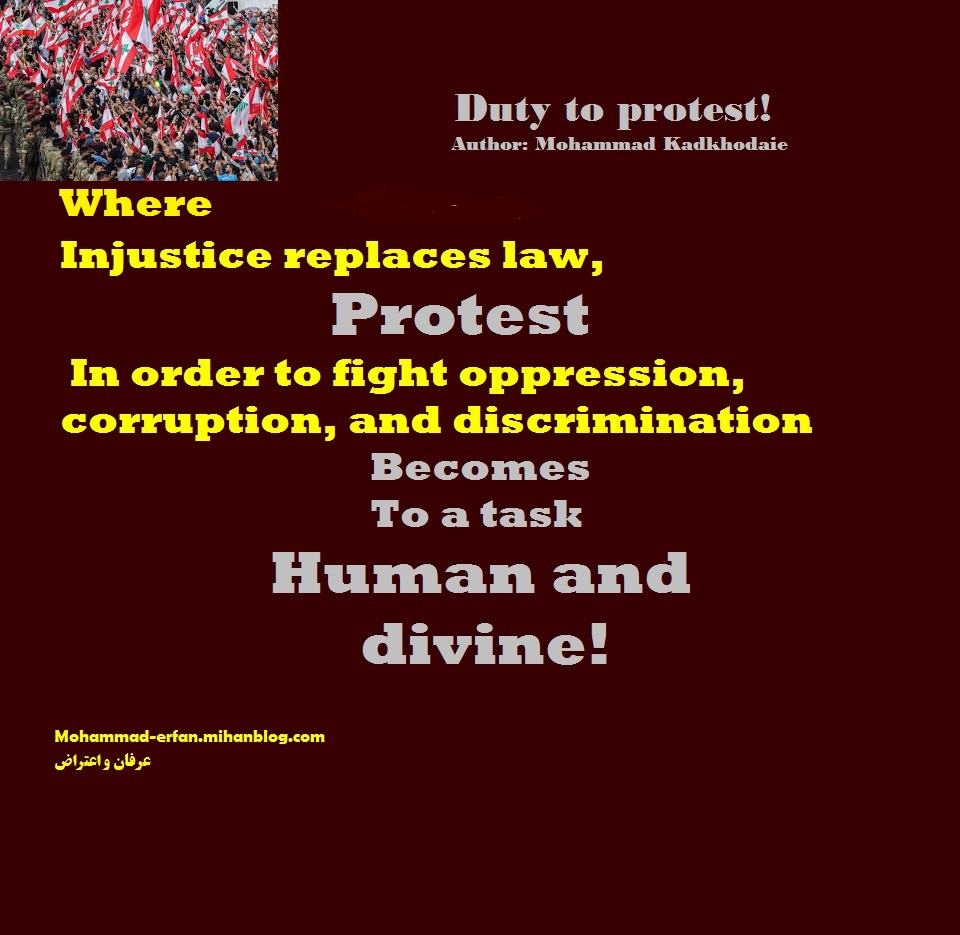 Duty to protest!
Author: Mohammad Kadkhodaie
Where
Injustice replaces law,
Protest
In order to fight oppression,
corruption, and discrimination
Becomes
To a task
Human and
divine!
Mohammad-erfan.mihanblog.com
عرفان و اعتراض